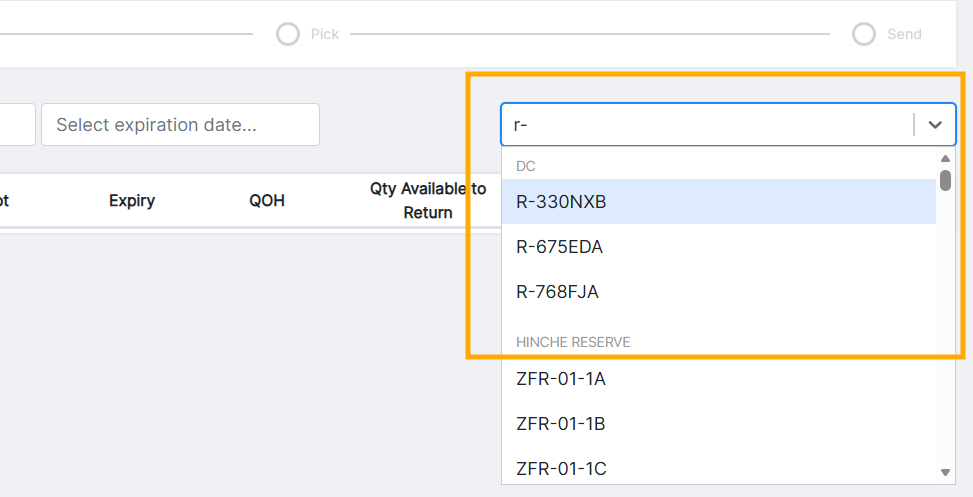 Pick
Send
Select expiration date...
r-
Expiry
QOH
Qty Available to
Return
DC
R-330NXB
R-675EDA
R-768FJA
HINCHE RESERVE
ZFR-01-1A
ZFR-01-1B
ZFR-01-1C